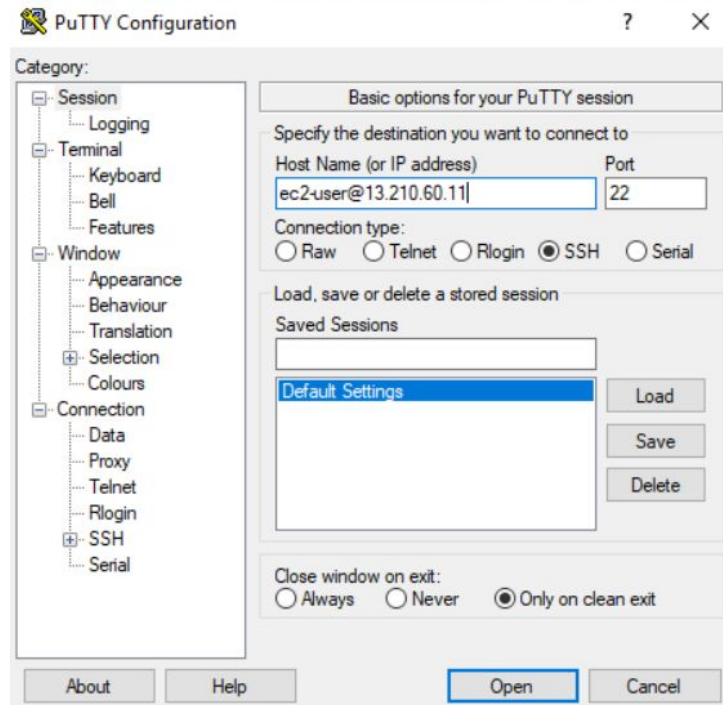 PuTTY Configuration ? ×
Category:
Session
Logging
Terminal
Keyboard
Bell
Features
Window
Appearance
Behaviour
Translation
Selection
Colours
Connection
Data
Proxy
Telnet
Rlogin
SSH
Serial
Basic options for your PuTTY session
Specify the destination you want to connect to
Host Name (or IP address) Port
ec2-user@13.210.60.11 22
Connection type:
Raw Telnet Rlogin SSH Serial
Load, save or delete a stored session
Saved Sessions
Default Settings
Load
Save
Delete
Close window on exit:
Always Never Only on clean exit
About Help Open Cancel